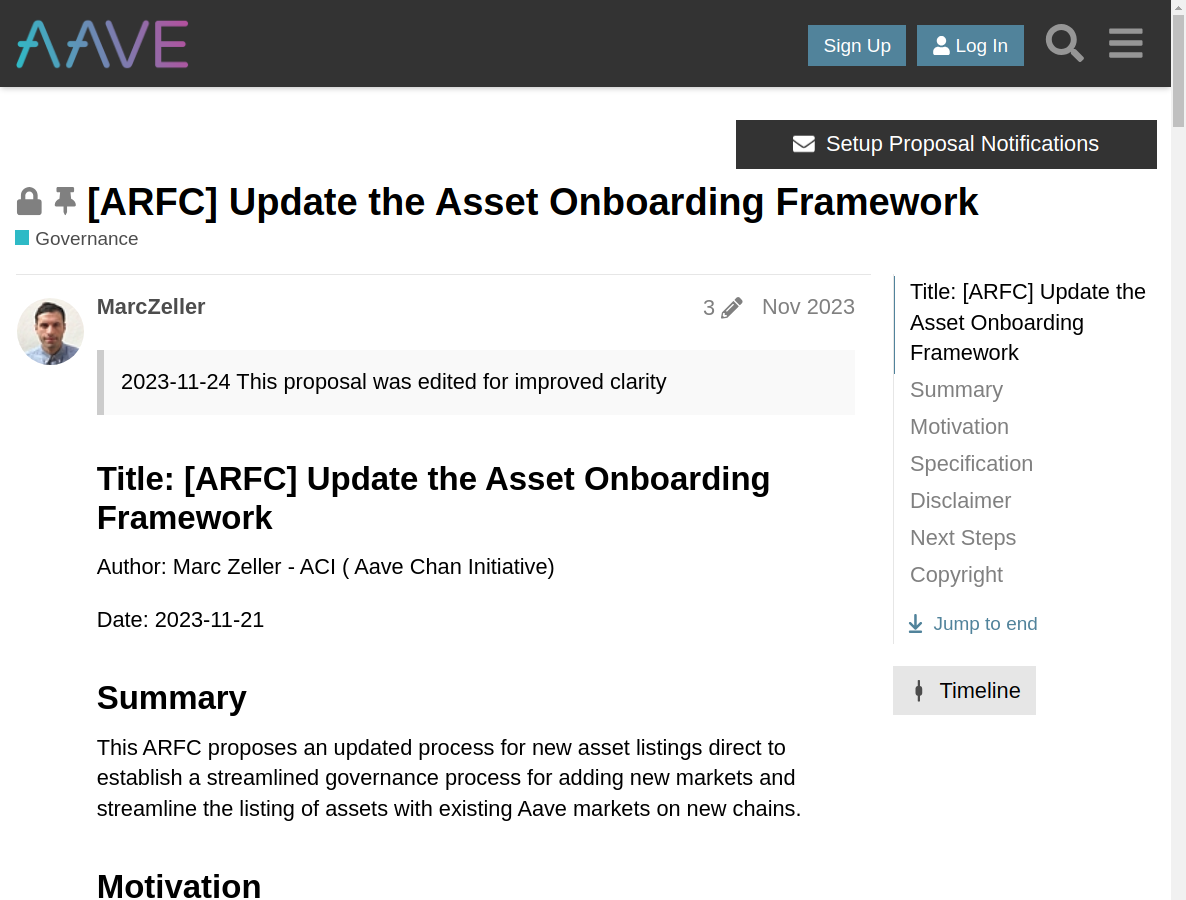 AAVE
Sign Up
Log In
Setup Proposal Notifications
[ARFC] Update the Asset Onboarding Framework
Governance
MarcZeller
3
Nov 2023
2023-11-24 This proposal was edited for improved clarity
Title: [ARFC] Update the Asset Onboarding
Framework
Author: Marc Zeller - ACI ( Aave Chan Initiative)
Date: 2023-11-21
Summary
This ARFC proposes an updated process for new asset listings direct to
establish a streamlined governance process for adding new markets and
streamline the listing of assets with existing Aave markets on new chains.
Motivation
Title: [ARFC] Update the
Asset Onboarding
Framework
Summary
Motivation
Specification
Disclaimer
Next Steps
Copyright
Jump to end
Timeline